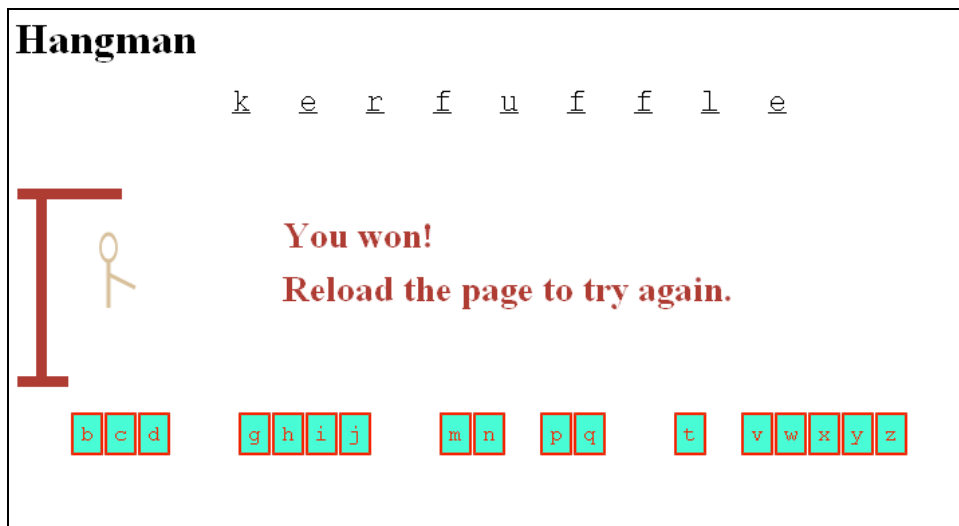 Hangman
k e r f u f f l e
You won!
Reload the page to try again.
b c d g h i j m n p q t v w x y z